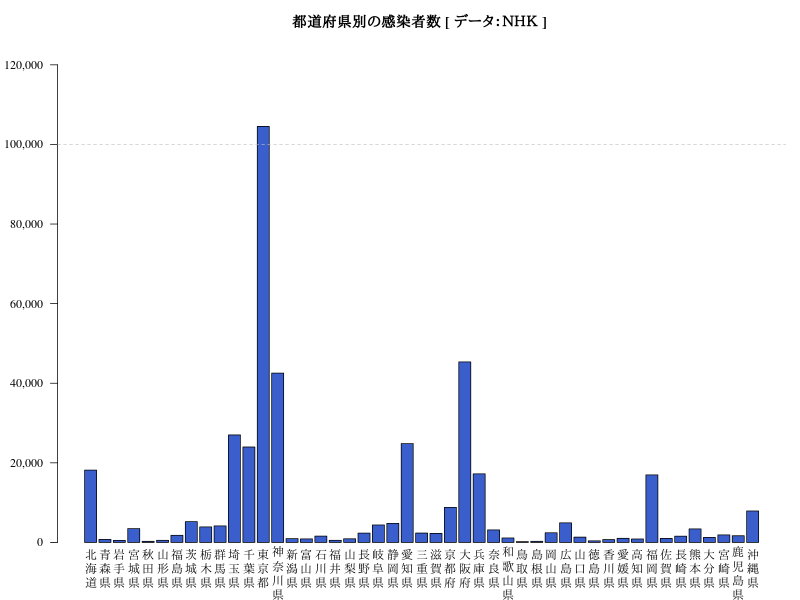 都道府県別の感染者数 [ データ：NHK ]
120,000
100,000
80,000
60,000
40,000
20,000
0
北海道
青森県
岩手県
宮城県
秋田県
山形県
福島県
茨城県
栃木県
群馬県
埼玉県
千葉県
東京都
神奈川県
新潟県
富山県
石川県
福井県
山梨県
長野県
岐阜県
静岡県
愛知県
三重県
滋賀県
京都府
大阪府
兵庫県
奈良県
和歌山県
鳥取県
島根県
岡山県
広島県
山口県
徳島県
香川県
愛媛県
高知県
福岡県
佐賀県
長崎県
熊本県
大分県
宮崎県
鹿児島県
沖縄県